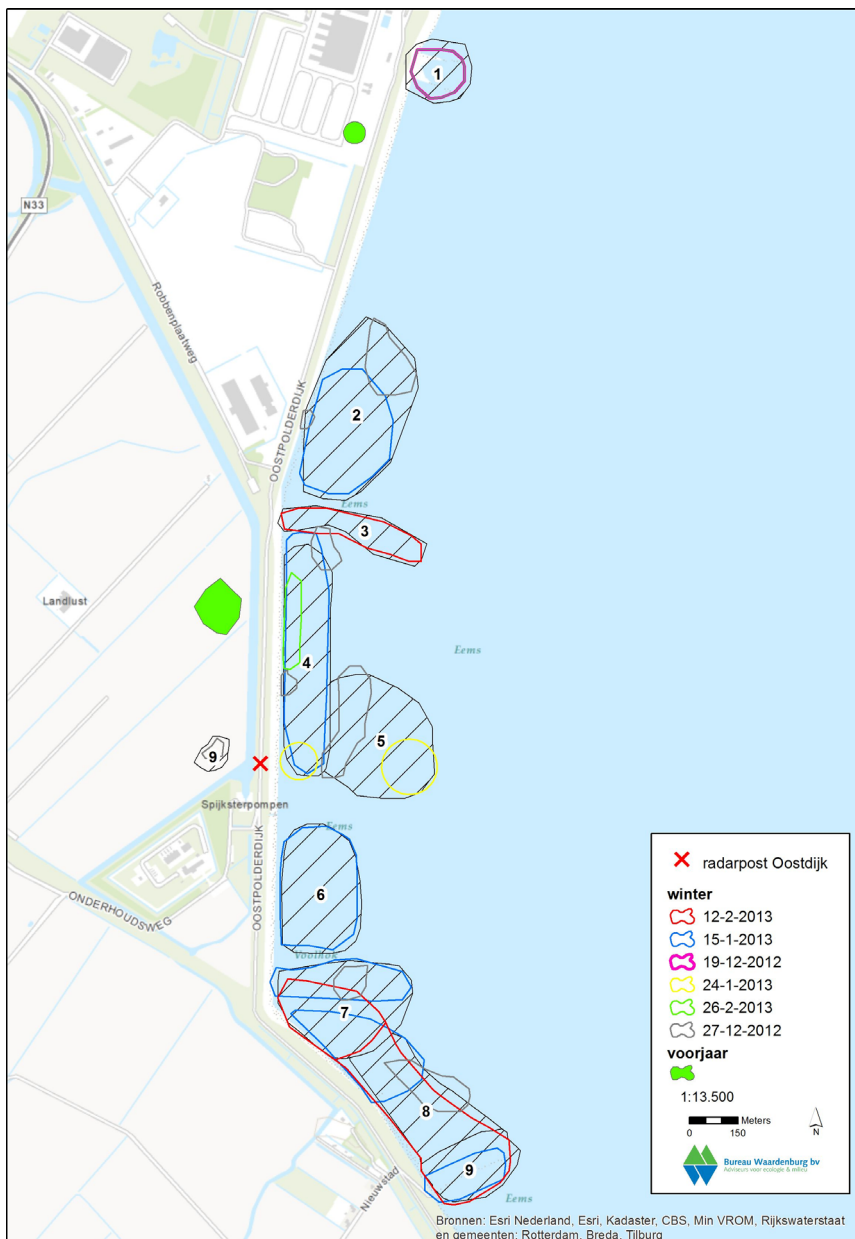 1
N33
Robbenplaatweg
OOSTPOLDERDIJK
2
Eems
3
Landlust
Eems
4
5
9
Spijksterpompen
Eems
6
OOSTPOLDERDIJK
ONDERHOUDSWEG
Voolhok
7
8
9
Nieuwstad
Eems
radarpost Oostdijk
winter
12-2-2013
15-1-2013
19-12-2012
24-1-2013
26-2-2013
27-12-2012
voorjaar
1:13.500
Meters
0 150
N
Bureau Waardenburg bv
Adviseurs voor ecologie & milieu
Bronnen: Esri Nederland, Esri, Kadaster, CBS, Min VROM, Rijkswaterstaat
en gemeenten: Rotterdam, Breda, Tilburg